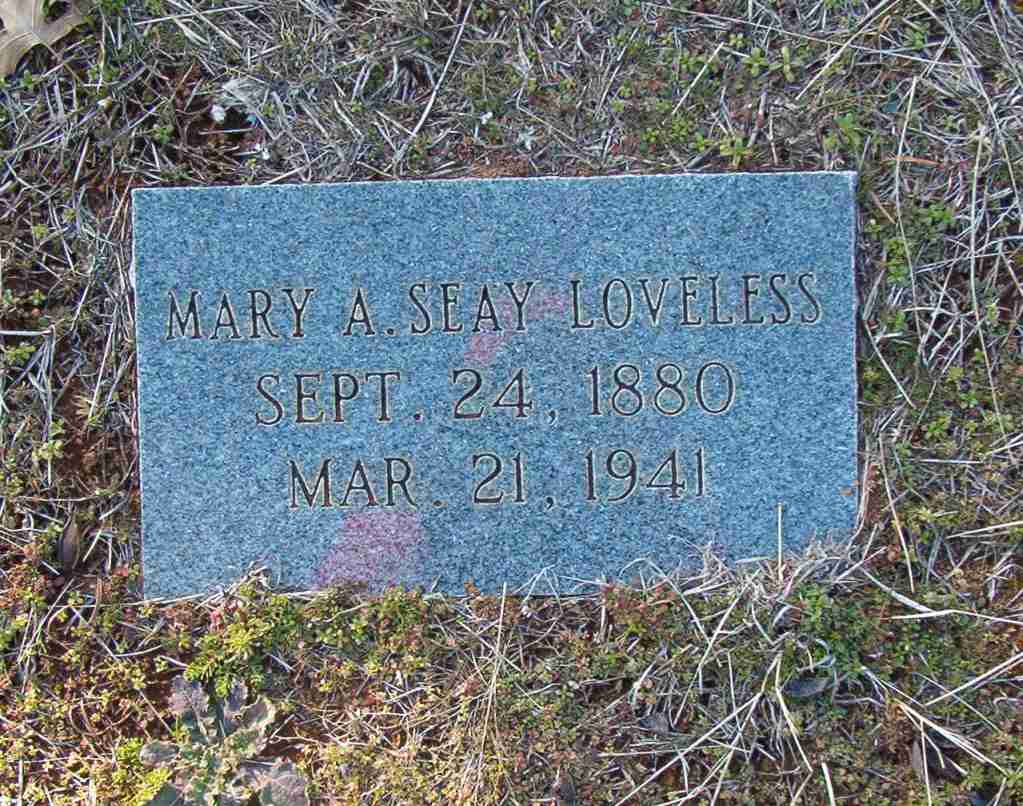 MARY A. SEAY LOVELESS
SEPT. 24, 1880
MAR. 21, 1941